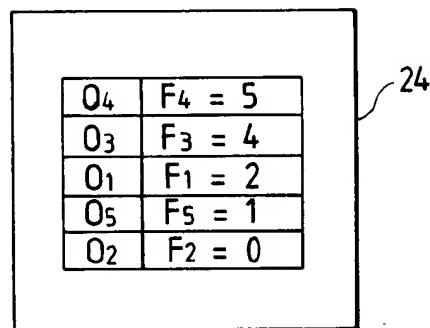 O4 F4 = 5
24
O3 F3 = 4
O1 F1 = 2
O5 F5 = 1
O2 F2 = 0